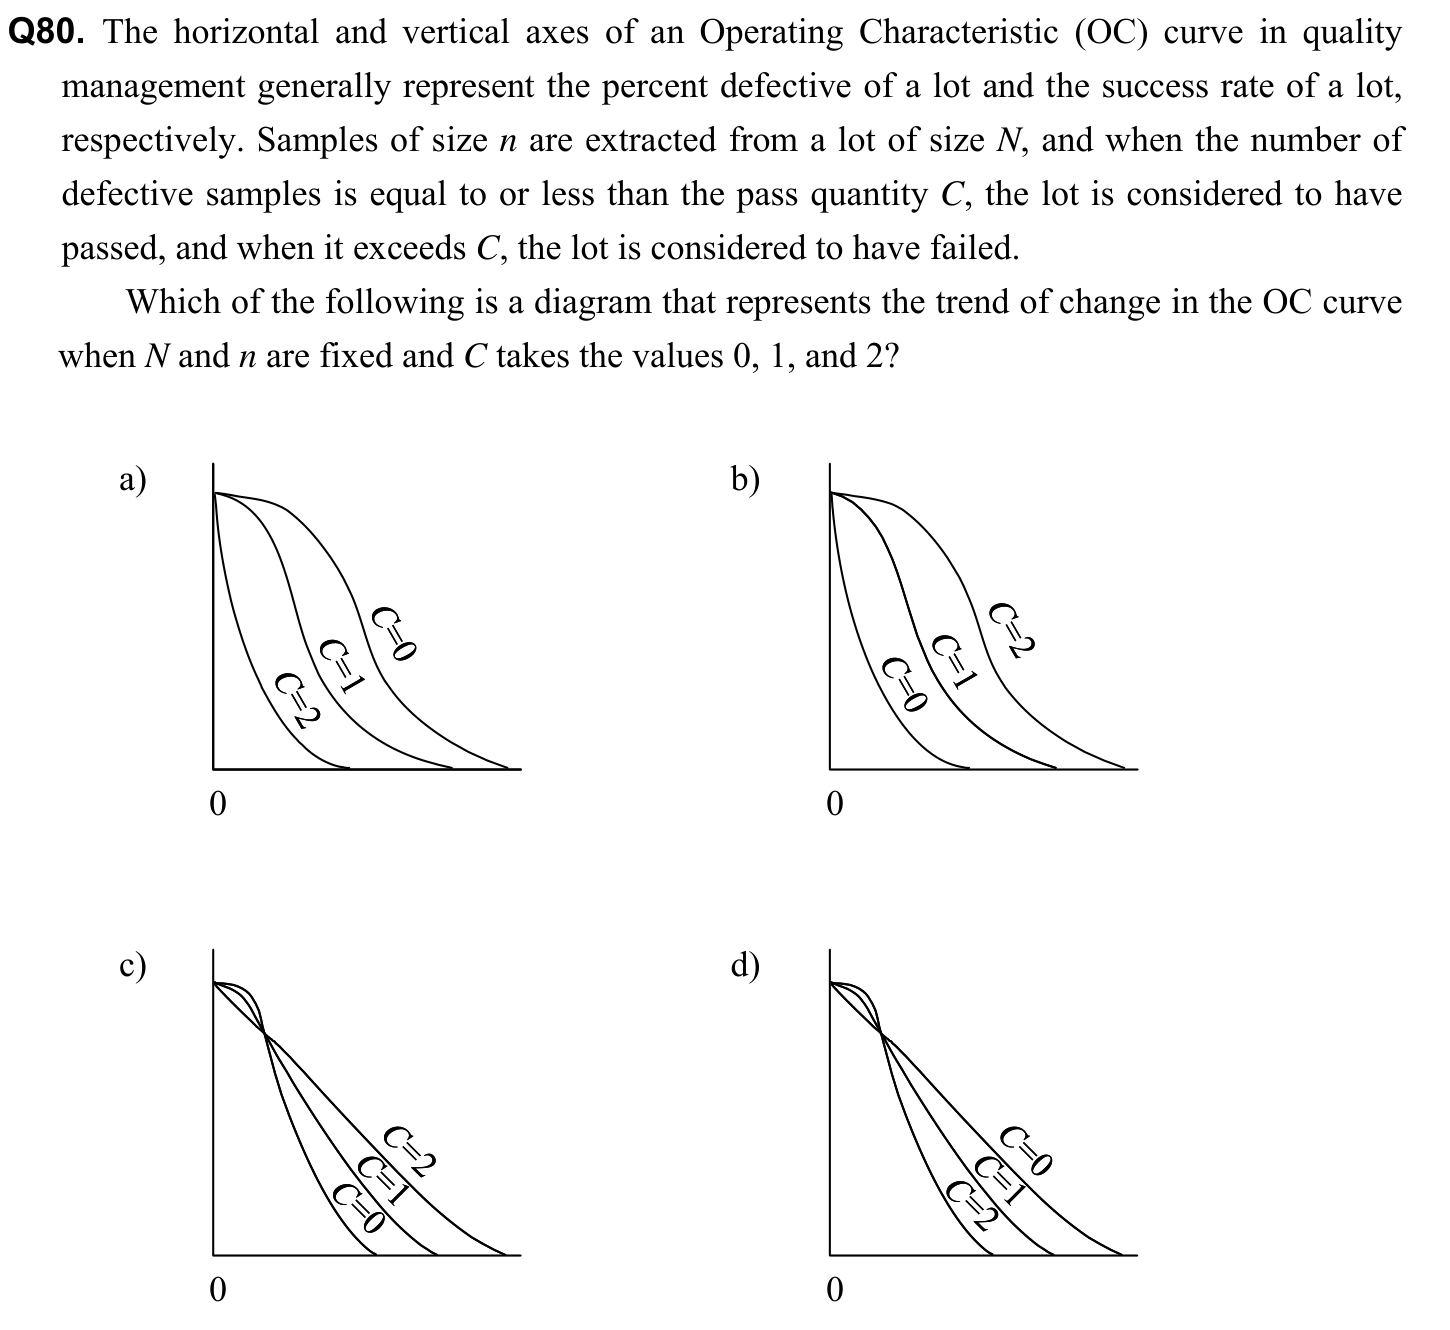 Q80. The horizontal and vertical axes of an Operating Characteristic (OC) curve in quality
management generally represent the percent defective of a lot and the success rate of a lot,
respectively. Samples of size n are extracted from a lot of size N, and when the number of
defective samples is equal to or less than the pass quantity C, the lot is considered to have
passed, and when it exceeds C, the lot is considered to have failed.
Which of the following is a diagram that represents the trend of change in the OC curve
when N and n are fixed and C takes the values 0, 1, and 2?
a)
C=0
C=1
C=2
0
b)
C=2
C=1
C=0
0
c)
C=2
C=1
C=0
0
d)
C=0
C=1
C=2
0